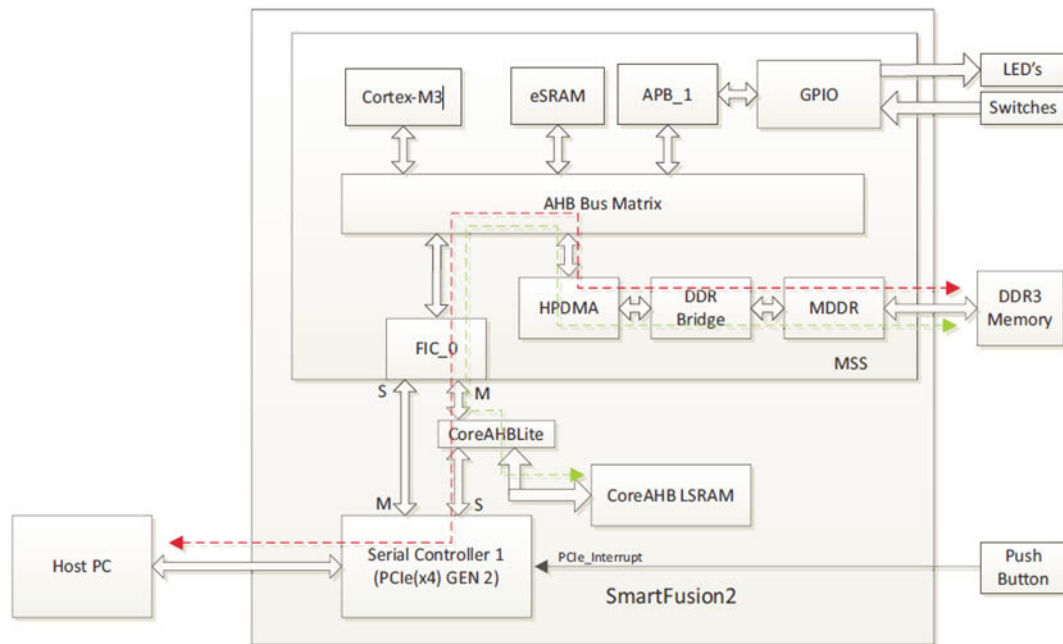 LED's
Cortex-M3
eSRAM
APB_1
GPIO
Switches
AHB Bus Matrix
HPDMA
DDR
Bridge
MDDR
DDR3
Memory
FIC_0
MSS
S
M
CoreAHBLite
CoreAHB LSRAM
M
S
Host PC
Serial Controller 1
(PCIe(x4) GEN 2)
PCIe_Interrupt
Push
Button
SmartFusion2